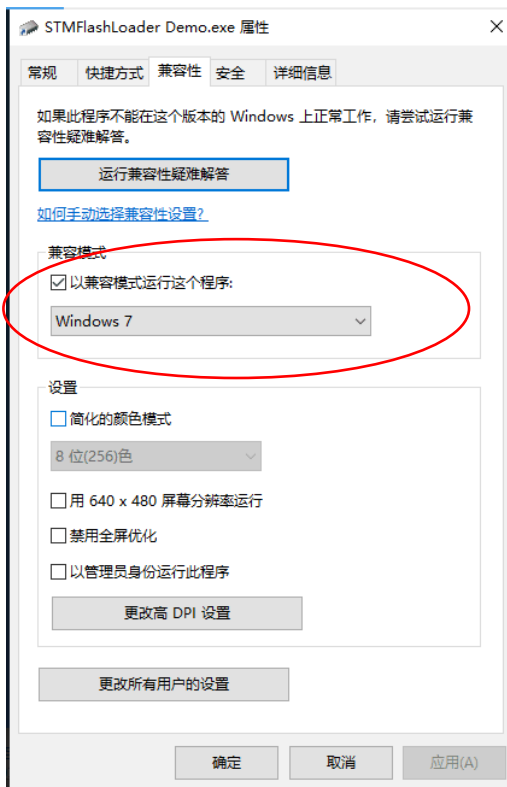 STMFlashLoader Demo.exe 属性
常规 快捷方式 兼容性 安全 详细信息
如果此程序不能在这个版本的 Windows 上正常工作，请尝试运行兼
容性疑难解答。
运行兼容性疑难解答
如何手动选择兼容性设置?
兼容模式
以兼容模式运行这个程序:
Windows 7
设置
简化的颜色模式
8 位(256)色
用 640 x 480 屏幕分辨率运行
禁用全屏优化
以管理员身份运行此程序
更改高 DPI 设置
更改所有用户的设置
确定 取消 应用(A)